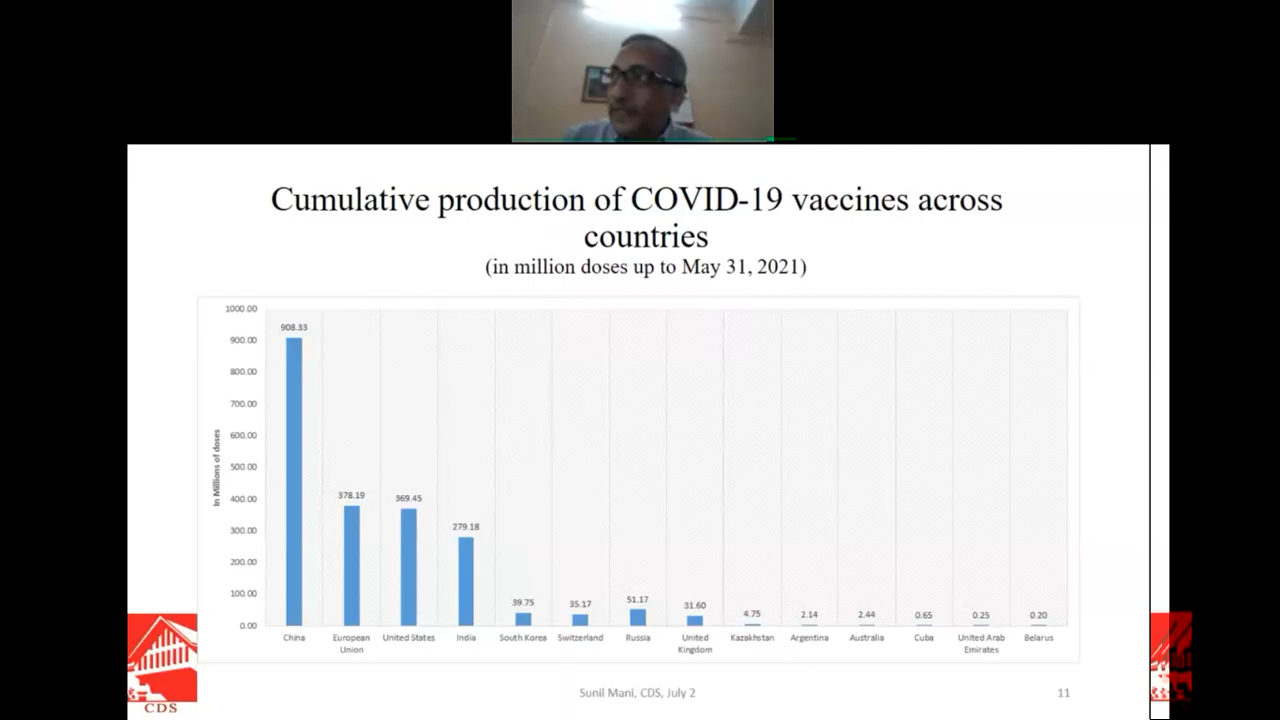 Cumulative production of COVID-19 vaccines across
countries
(in million doses up to May 31, 2021)
1000.00
900.00
800.00
700.00
600.00
500.00
400.00
300.00
200.00
100.00
0.00
In Millions of doses
908.33
378.19
369.45
279.18
39.75
35.17
51.17
31.60
4.75
2.14
2.44
0.65
0.25
0.20
China
European
Union
United States
India
South Korea
Switzerland
Russia
United
Kingdom
Kazakhstan
Argentina
Australia
Cuba
United Arab
Emirates
Belarus
CDS
Sunil Mani, CDS, July 2
11